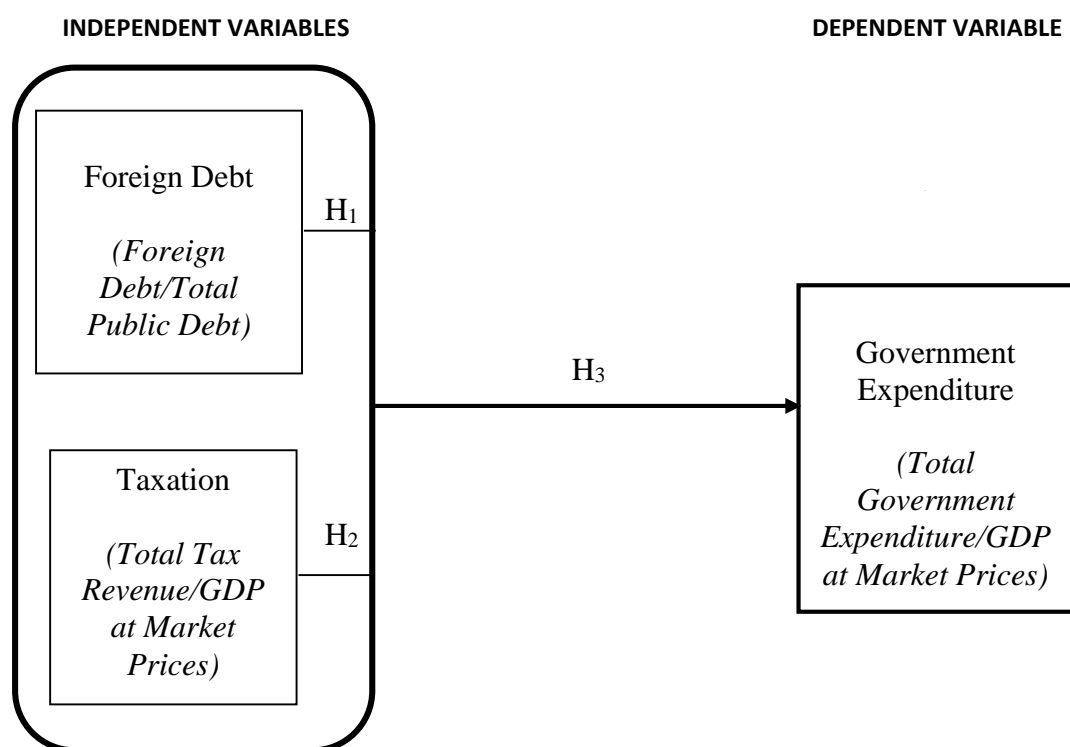 INDEPENDENT VARIABLES
DEPENDENT VARIABLE
Foreign Debt
(Foreign
Debt/Total
Public Debt)
H₁
Taxation
(Total Tax
Revenue/GDP
at Market
Prices)
H₂
H₃
Government
Expenditure
(Total
Government
Expenditure/GDP
at Market Prices)